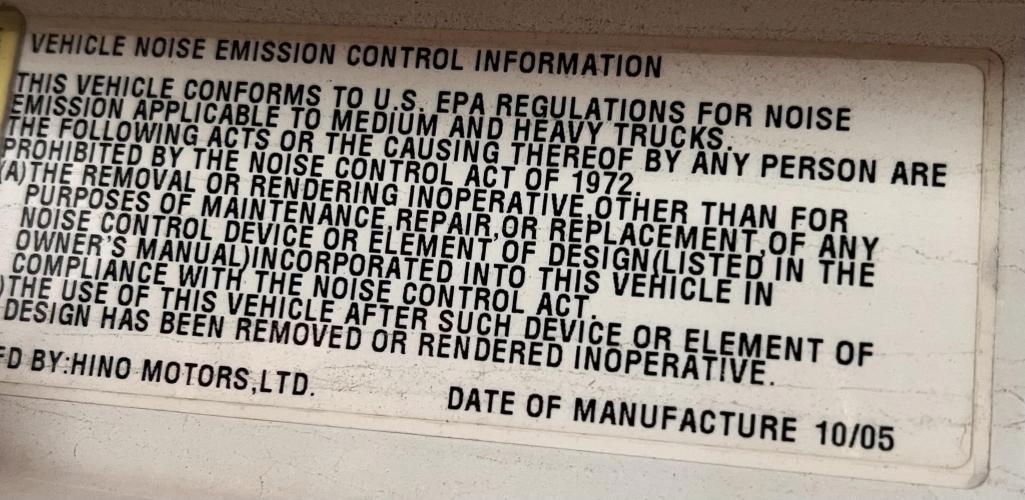 VEHICLE NOISE EMISSION CONTROL INFORMATION
THIS VEHICLE CONFORMS TO U.S. EPA REGULATIONS FOR NOISE
EMISSION APPLICABLE TO MEDIUM AND HEAVY TRUCKS.
THE FOLLOWING ACTS OR THE CAUSING THEREOF BY ANY PERSON ARE
PROHIBITED BY THE NOISE CONTROL ACT OF 1972.
(A)THE REMOVAL OR RENDERING INOPERATIVE,OTHER THAN FOR
PURPOSES OF MAINTENANCE,REPAIR,OR REPLACEMENT,OF ANY
NOISE CONTROL DEVICE OR ELEMENT OF DESIGN(LISTED IN THE
OWNER'S MANUAL)INCORPORATED INTO THIS VEHICLE IN
COMPLIANCE WITH THE NOISE CONTROL ACT.
)THE USE OF THIS VEHICLE AFTER SUCH DEVICE OR ELEMENT OF
DESIGN HAS BEEN REMOVED OR RENDERED INOPERATIVE.
FD BY:HINO MOTORS,LTD.
DATE OF MANUFACTURE 10/05